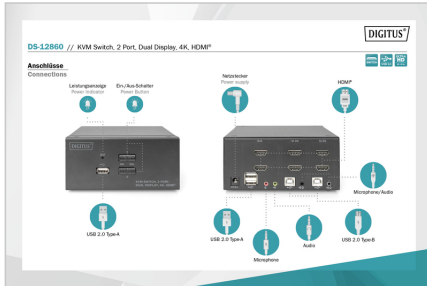 DIGITUS®
DS-12860 // KVM Switch, 2 Port, Dual Display, 4K, HDMI®
Anschlüsse
Connections
Leistungsanzeige
Power indicator
Ein-/Aus-Schalter
Power Button
Netzstecker
Power supply
HDMI®
DIGITUS
USB 2.0 Type-A
USB 2.0 Type-A
Microphone
Audio
USB 2.0 Type-B
Microphone/Audio